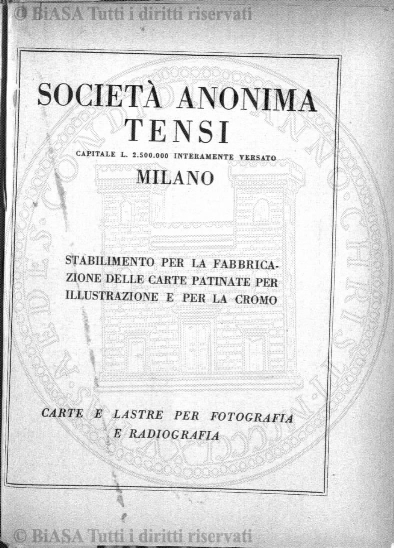 © BiASA Tutti i diritti riservati
SOCIETÀ ANONIMA
TENSI
CAPITALE L. 2.500.000 INTERAMENTE VERSATO
MILANO
STABILIMENTO PER LA FABBRICA-
ZIONE DELLE CARTE PATINATE PER
ILLUSTRAZIONE E PER LA CROMO
CARTE E LASTRE PER FOTOGRAFIA
E RADIOGRAFIA
© BiASA Tutti i diritti riservati